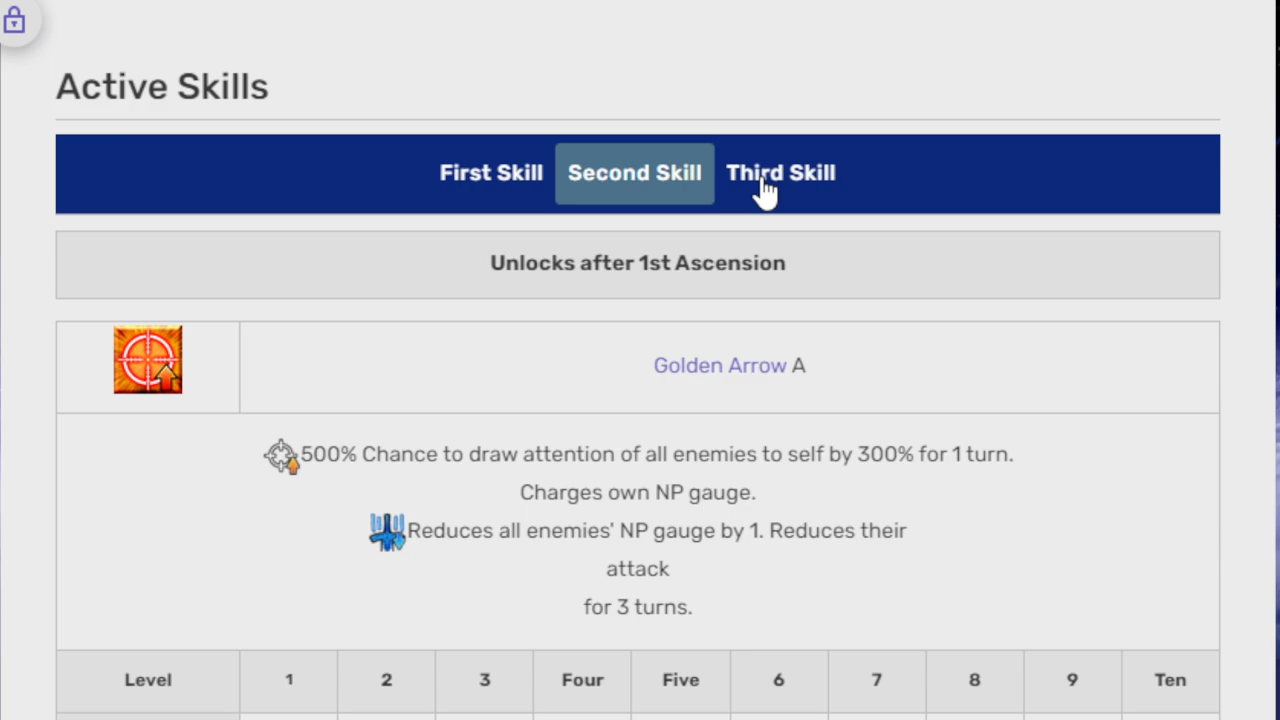 Active Skills
First Skill Second Skill Third Skill
Unlocks after 1st Ascension
Golden Arrow A
500% Chance to draw attention of all enemies to self by 300% for 1 turn.
Charges own NP gauge.
Reduces all enemies' NP gauge by 1. Reduces their
attack
for 3 turns.
Level 1 2 3 Four Five 6 7 8 9 Ten